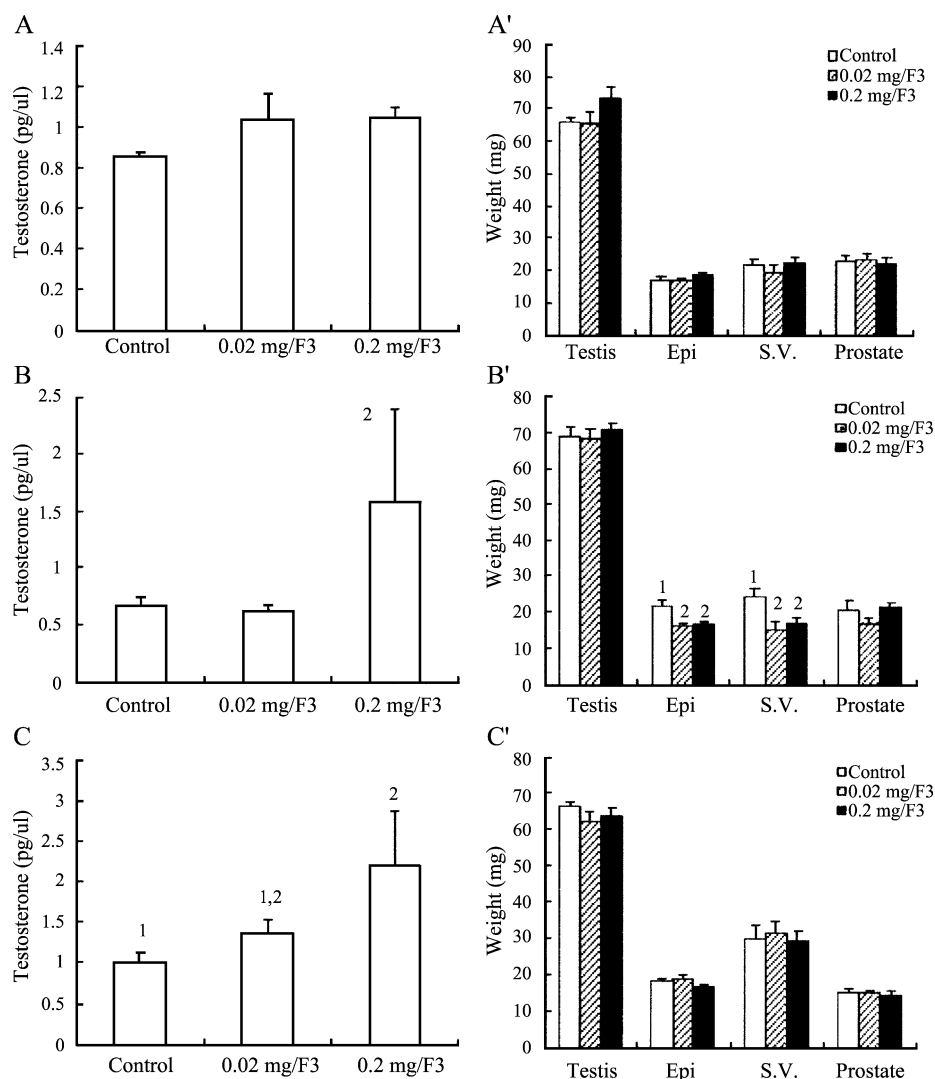 A
1.4
1.2
1
0.8
0.6
0.4
0.2
0
Testosterone (pg/ul)
Control 0.02 mg/F3 0.2 mg/F3
A'
90
80
70
60
50
40
30
20
10
0
Weight (mg)
Control
0.02 mg/F3
0.2 mg/F3
Testis Epi S.V. Prostate
B
2.5
2
1.5
1
0.5
0
Testosterone (pg/ul)
2
Control 0.02 mg/F3 0.2 mg/F3
B'
80
70
60
50
40
30
20
10
0
Weight (mg)
Control
0.02 mg/F3
0.2 mg/F3
1 2 2 1 2 2
Testis Epi S.V. Prostate
C
3.5
3
2.5
2
1.5
1
0.5
0
Testosterone (pg/ul)
1 1,2 2
Control 0.02 mg/F3 0.2 mg/F3
C'
80
70
60
50
40
30
20
10
0
Weight (mg)
Control
0.02 mg/F3
0.2 mg/F3
Testis Epi S.V. Prostate